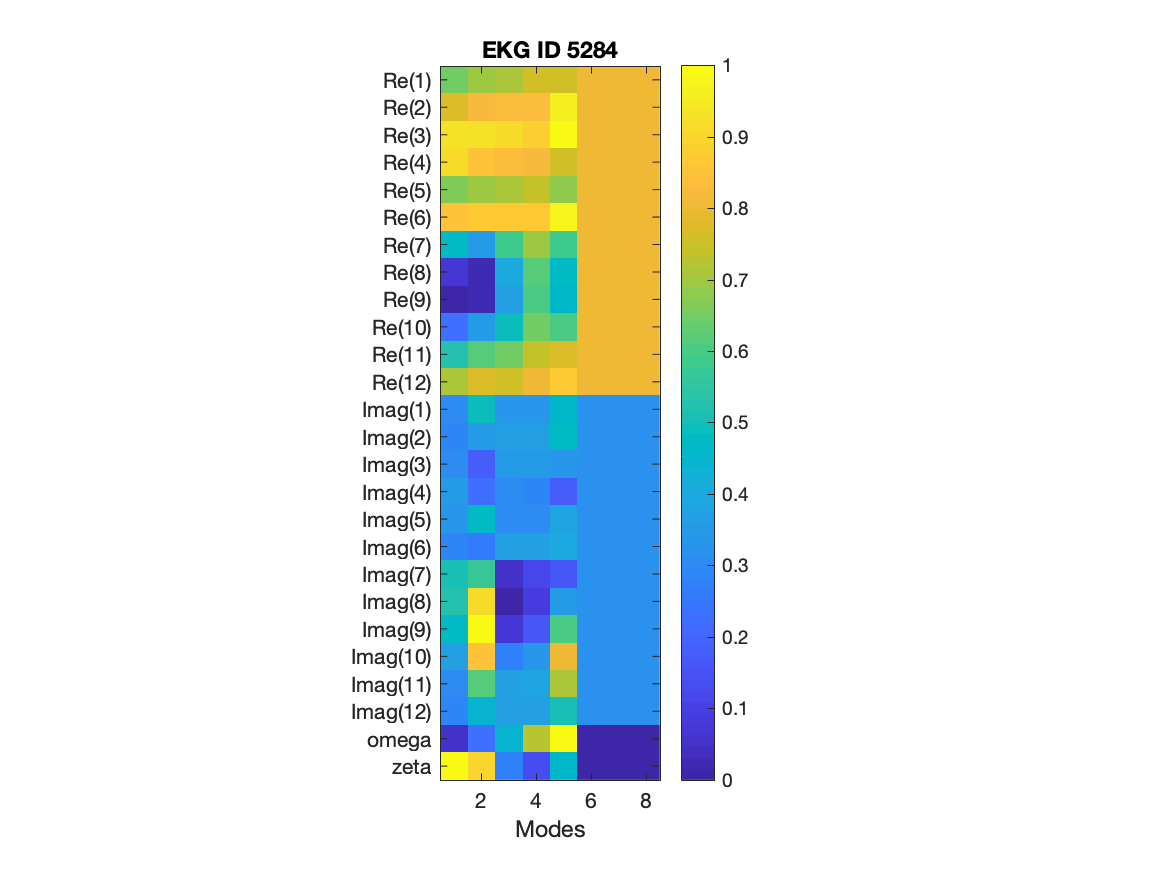 EKG ID 5284
Re(1)
Re(2)
Re(3)
Re(4)
Re(5)
Re(6)
Re(7)
Re(8)
Re(9)
Re(10)
Re(11)
Re(12)
Imag(1)
Imag(2)
Imag(3)
Imag(4)
Imag(5)
Imag(6)
Imag(7)
Imag(8)
Imag(9)
Imag(10)
Imag(11)
Imag(12)
omega
zeta
2 4 6 8
Modes
1
0.9
0.8
0.7
0.6
0.5
0.4
0.3
0.2
0.1
0